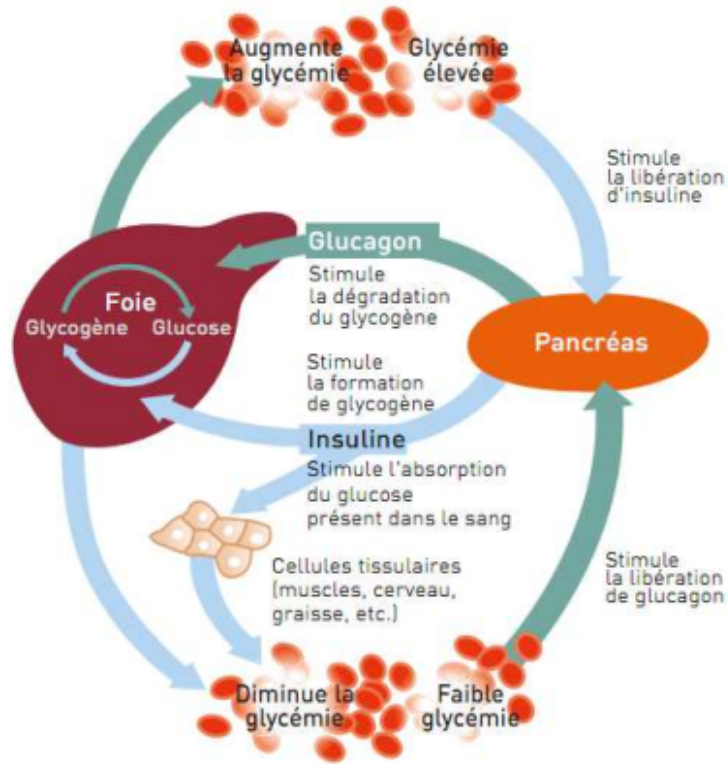 Augmente
la glycémie
Glycémie
élevée
Stimule
la libération
d'insuline
Glucagon
Stimule
la dégradation
du glycogène
Foie
Glycogène
Glucose
Pancréas
Stimule
la formation
de glycogène
Insuline
Stimule l'absorption
du glucose
présent dans le sang
Cellules tissulaires
(muscles, cerveau,
graisse, etc.)
Stimule
la libération
de glucagon
Diminue la
glycémie
Faible
glycémie